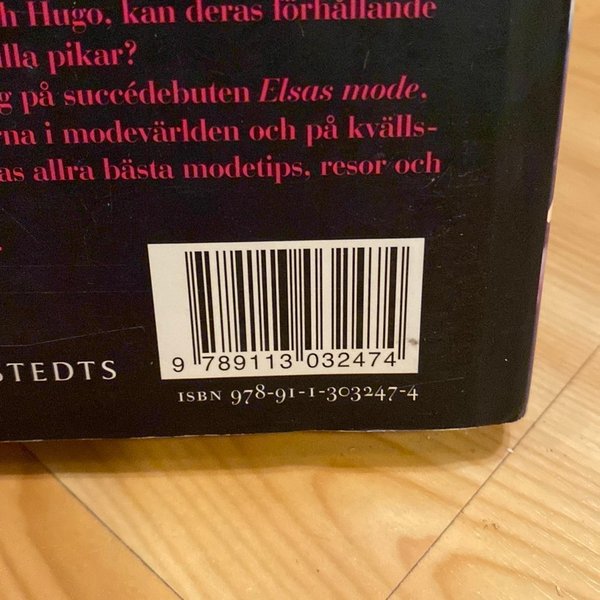 h Hugo, kan deras förhållande
lla pikar?
g på succédebuten Elsas mode,
rna i modevärlden och på kvälls-
as allra bästa modetips, resor och
.
STEDTS
9 789113 032474
ISBN 978-91-1-303247-4